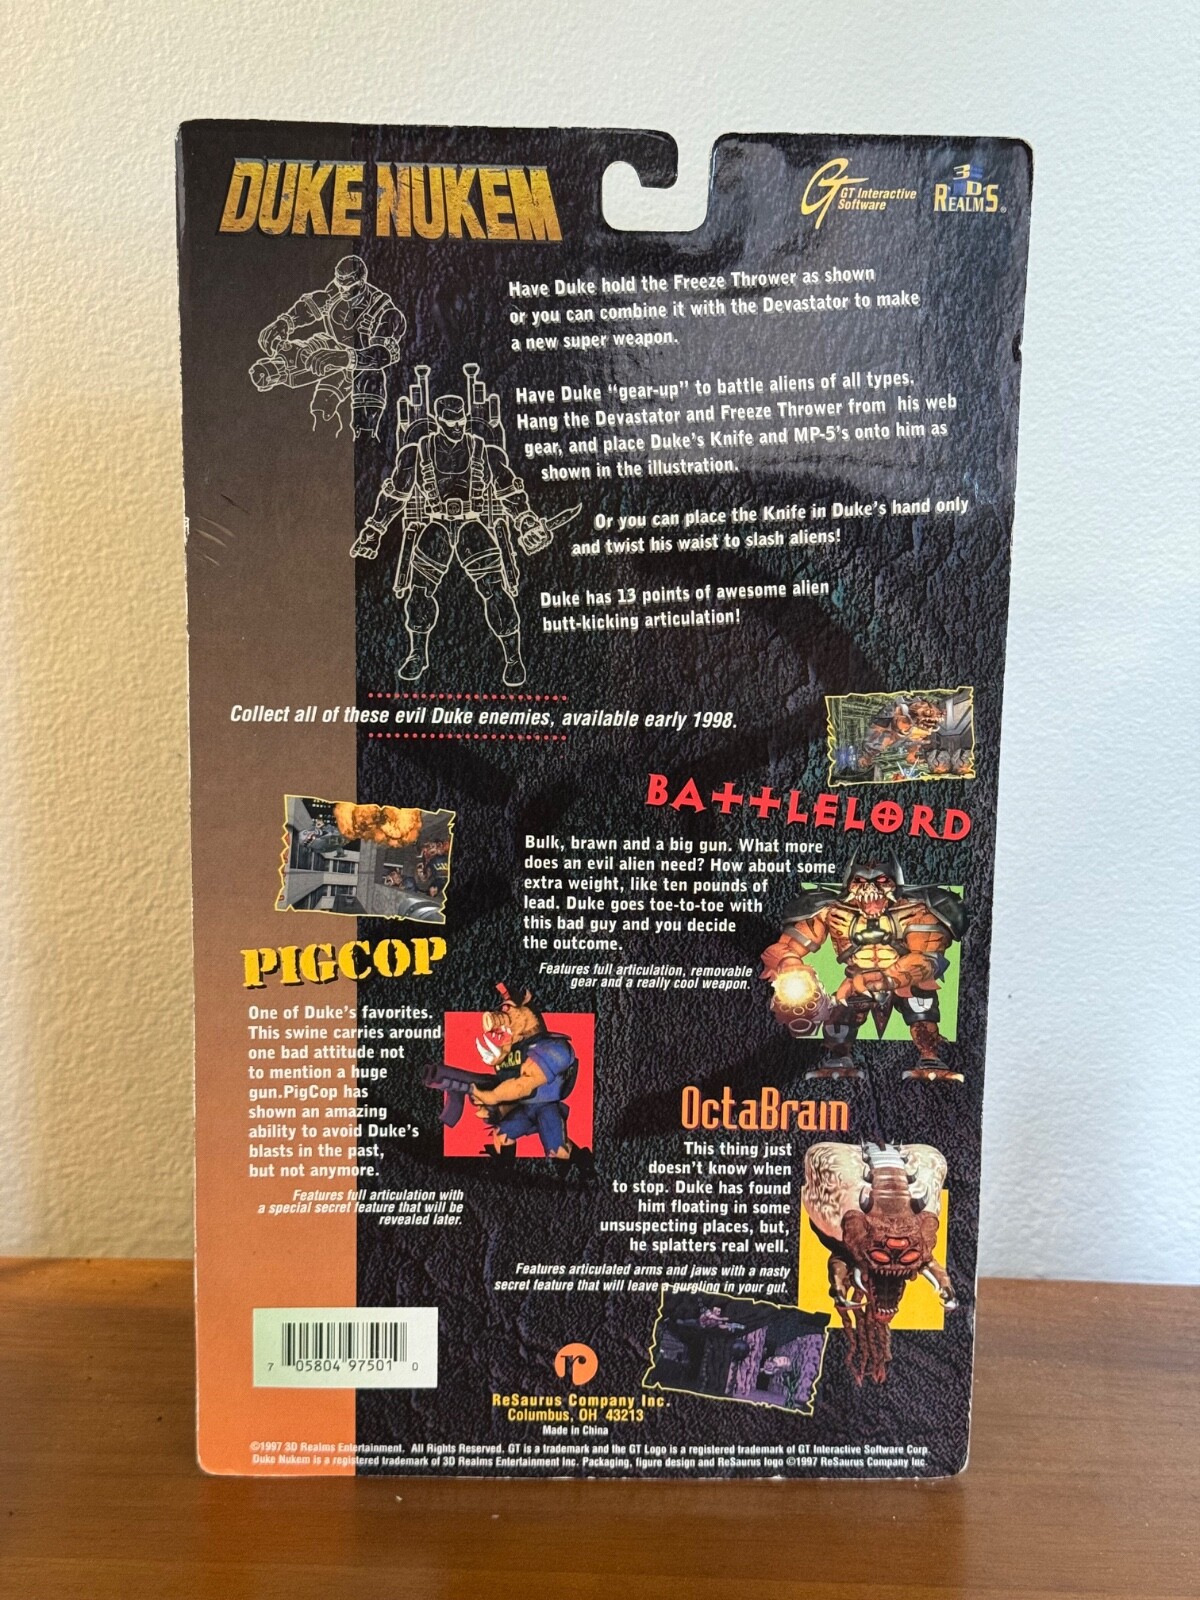 DUKE NUKEM
GT Interactive
Software
3D
REALMS®
Have Duke hold the Freeze Thrower as shown
or you can combine it with the Devastator to make
a new super weapon.
Have Duke "gear-up" to battle aliens of all types.
Hang the Devastator and Freeze Thrower from his web
gear, and place Duke's Knife and MP-5's onto him as
shown in the illustration.
Or you can place the Knife in Duke's hand only
and twist his waist to slash aliens!
Duke has 13 points of awesome alien
butt-kicking articulation!
Collect all of these evil Duke enemies, available early 1998.
BATTLELORD
Bulk, brawn and a big gun. What more
does an evil alien need? How about some
extra weight, like ten pounds of
lead. Duke goes toe-to-toe with
this bad guy and you decide
the outcome.
Features full articulation, removable
gear and a really cool weapon.
PIGCOP
One of Duke's favorites.
This swine carries around
one bad attitude not
to mention a huge
gun.PigCop has
shown an amazing
ability to avoid Duke's
blasts in the past,
but not anymore.
Features full articulation with
a special secret feature that will be
revealed later.
OctaBrain
This thing just
doesn't know when
to stop. Duke has found
him floating in some
unsuspecting places, but,
he splatters real well.
Features articulated arms and jaws with a nasty
secret feature that will leave a gurgling in your gut.
7 05804 97501 0
ReSaurus Company Inc.
Columbus, OH 43213
Made in China
©1997 3D Realms Entertainment. All Rights Reserved. GT is a trademark and the GT Logo is a registered trademark of GT Interactive Software Corp.
Duke Nukem is a registered trademark of 3D Realms Entertainment Inc. Packaging, figure design and ReSaurus logo ©1997 ReSaurus Company Inc.